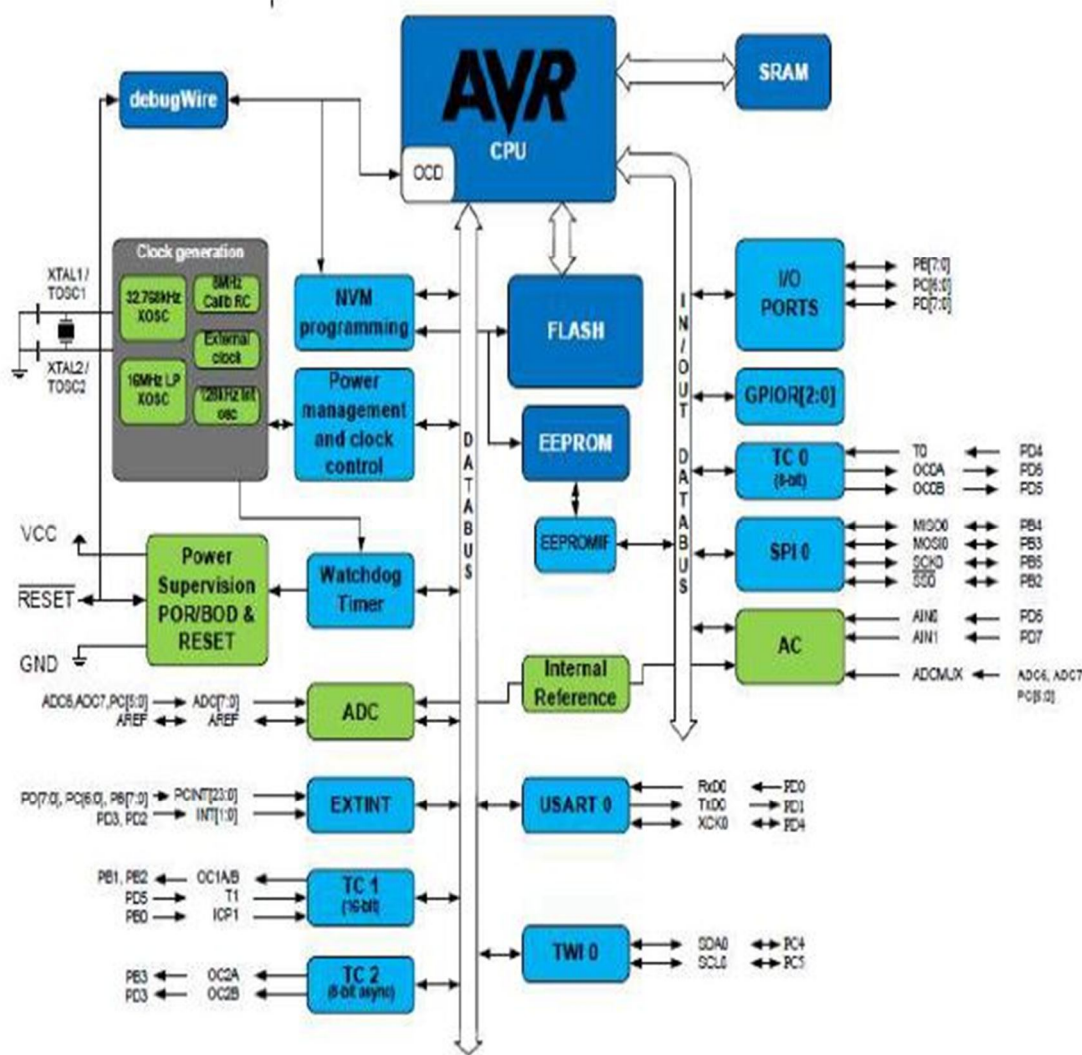 AVR
CPU
OCD
SRAM
debugWire
Clock generation
XTAL1 /
TOSC1
32.768kHz
XOSC
8MHz
Calib RC
External
clock
16MHz LP
XOSC
128kHz int
osc
XTAL2 /
TOSC2
NVM
programming
FLASH
I/O
PORTS
PB[7:0]
PC[6:0]
PD[7:0]
Power
management
and clock
control
EEPROM
GPIOR[2:0]
DATABUS
IN/OUT DATABUS
TC 0
(8-bit)
T0 PD4
OC0A PD6
OC0B PD5
EEPROMIF
SPI 0
MISO0 PB4
MOSI0 PB3
SCK0 PB5
SS0 PB2
VCC
RESET
GND
Power
Supervision
POR/BOD &
RESET
Watchdog
Timer
AC
AIN0 PD6
AIN1 PD7
ADCMUX ADC6, ADC7
PC[5:0]
Internal
Reference
ADC6,ADC7,PC[5:0] ADC[7:0]
AREF AREF
ADC
PD[7:0], PC[6:0], PB[7:0] PCINT[23:0]
PD3, PD2 INT[1:0]
EXTINT
USART 0
RxD0 PD0
TxD0 PD1
XCK0 PD4
PB1, PB2 OC1A/B
PD5 T1
PB0 ICP1
TC 1
(16-bit)
TWI 0
SDA0 PC4
SCL0 PC5
PB3 OC2A
PD3 OC2B
TC 2
(8-bit async)